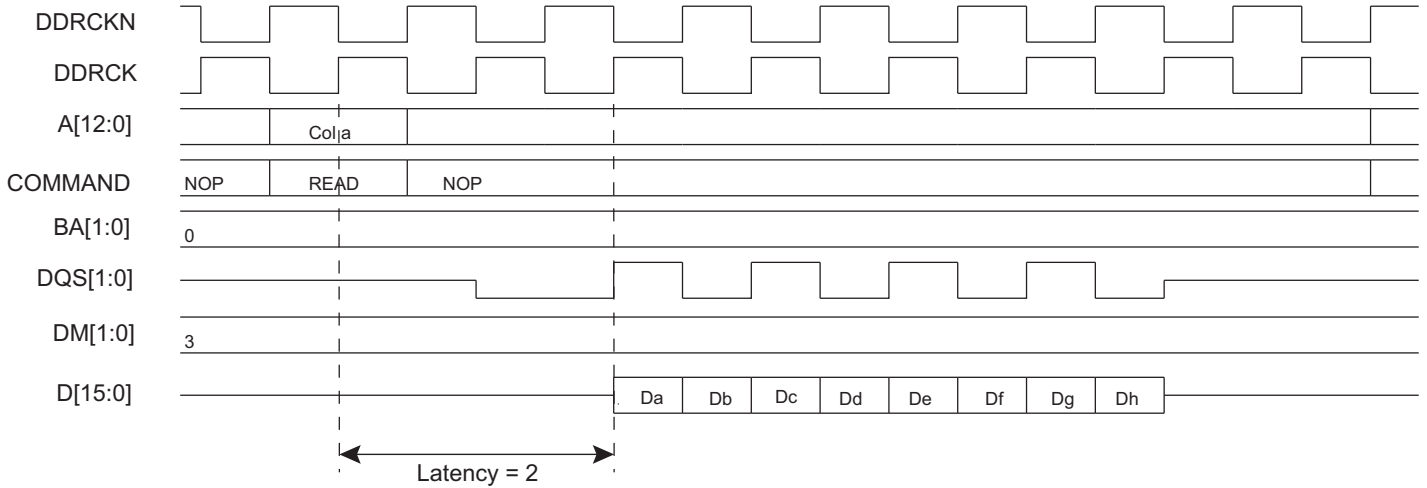 DDRCKN
DDRCK
A[12:0] Col a
COMMAND NOP READ NOP
BA[1:0] 0
DQS[1:0]
DM[1:0] 3
D[15:0] Da Db Dc Dd De Df Dg Dh
Latency = 2